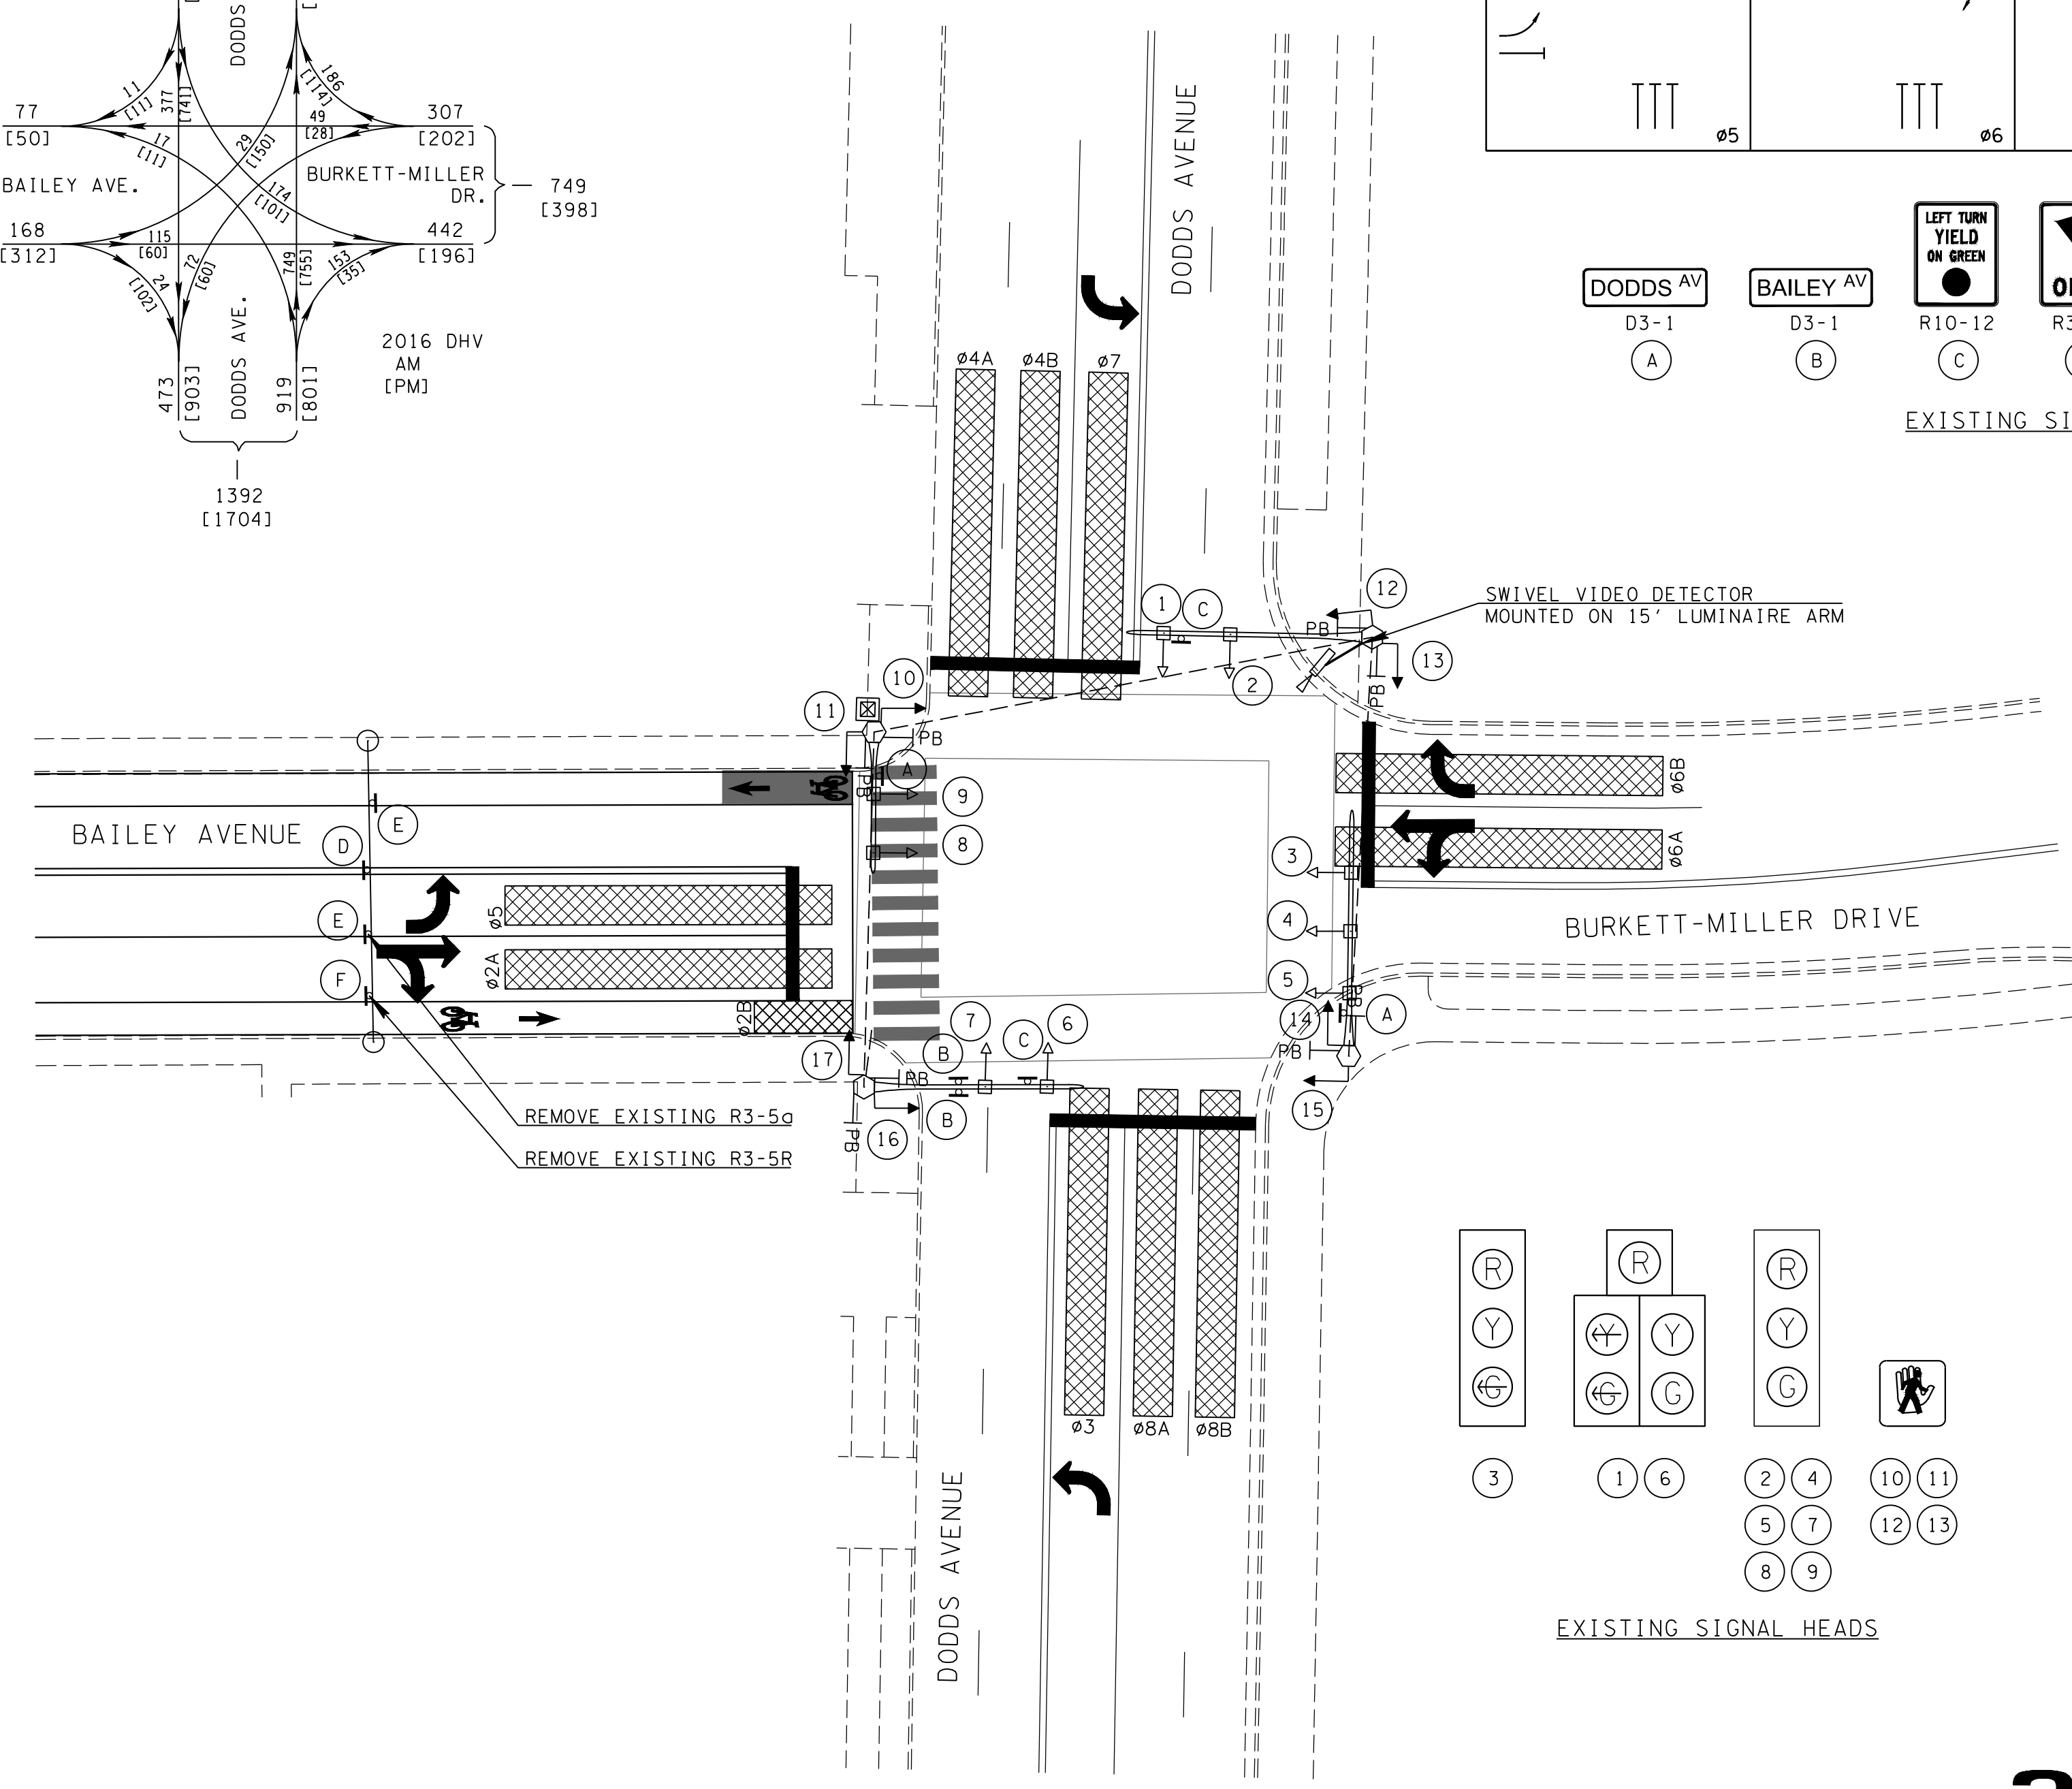 DODDS
11
[11]
377
[741]
186
[114]
49
[28]
77
[50]
307
[202]
17
[11]
29
[150]
BAILEY AVE.
BURKETT-MILLER
DR.
749
[398]
174
[101]
168
[312]
115
[60]
442
[196]
24
[102]
72
[60]
749
[755]
153
[35]
DODDS AVE.
2016 DHV
AM
[PM]
473
[903]
919
[801]
1392
[1704]
DODDS AVENUE
ø5
ø6
LEFT TURN
YIELD
ON GREEN
DODDS AV
BAILEY AV
D3-1
D3-1
R10-12
A
B
C
EXISTING
ø4A
ø4B
ø7
SWIVEL VIDEO DETECTOR
MOUNTED ON 15' LUMINAIRE ARM
1
C
12
PB
13
PB
2
10
11
PB
A
PB
9
8
BAILEY AVENUE
E
D
E
F
ø5
ø2A
ø2B
ø6B
ø6A
3
4
5
BURKETT-MILLER DRIVE
PB
14
A
PB
15
17
B
7
C
6
PB
B
16
PB
REMOVE EXISTING R3-5a
REMOVE EXISTING R3-5R
ø3
ø8A
ø8B
DODDS AVENUE
R
Y
G
R
Y
Y
G
G
R
Y
G
3
1 6
2 4
5 7
8 9
10 11
12 13
EXISTING SIGNAL HEADS